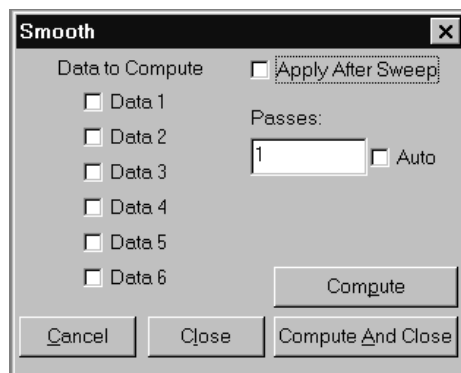 Smooth
Data to Compute
Apply After Sweep
Data 1
Data 2
Data 3
Data 4
Data 5
Data 6
Passes:
1
Auto
Compute
Cancel
Close
Compute And Close